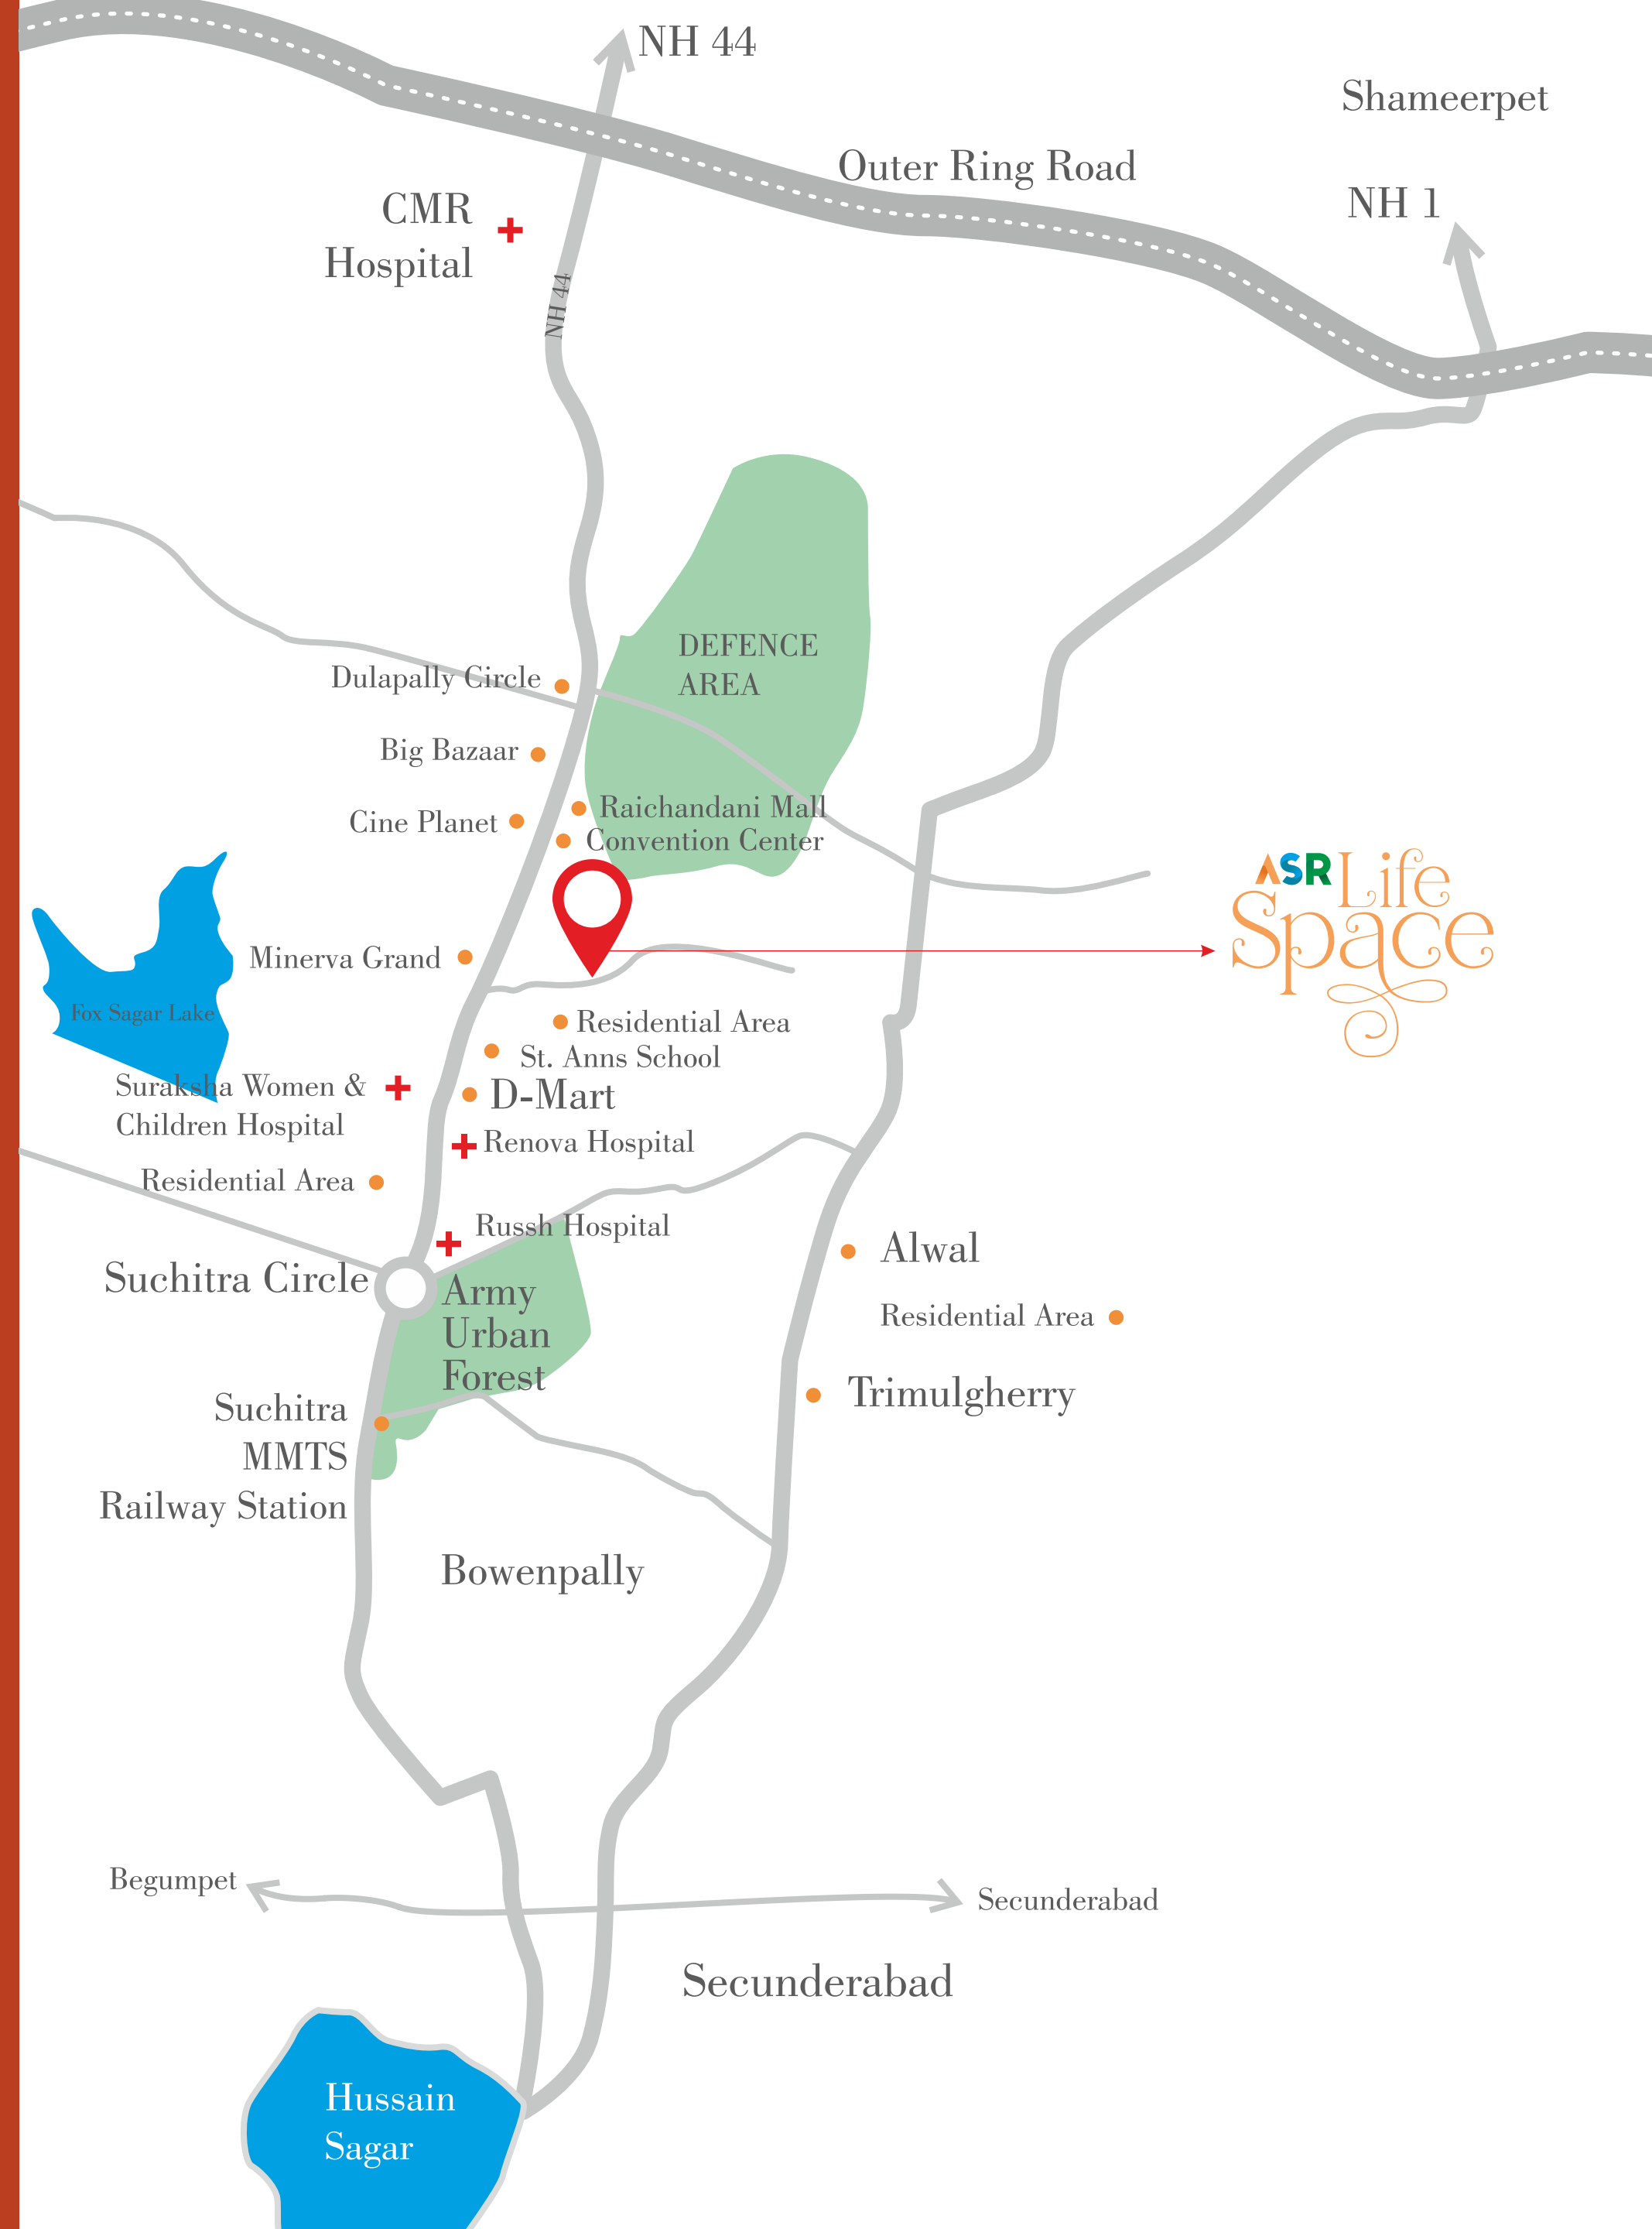 NH 44
Shameerpet
Outer Ring Road
NH 1
CMR
Hospital
NH 44
DEFENCE
AREA
Dulapally Circle
Big Bazaar
Raichandani Mall
Cine Planet
Convention Center
ASR Life
Space
Minerva Grand
Fox Sagar Lake
Residential Area
St. Anns School
Suraksha Women &
Children Hospital
D-Mart
Renova Hospital
Residential Area
Russh Hospital
Suchitra Circle
Army
Urban
Forest
Alwal
Residential Area
Trimulgherry
Suchitra
MMTS
Railway Station
Bowenpally
Begumpet
Secunderabad
Secunderabad
Hussain
Sagar